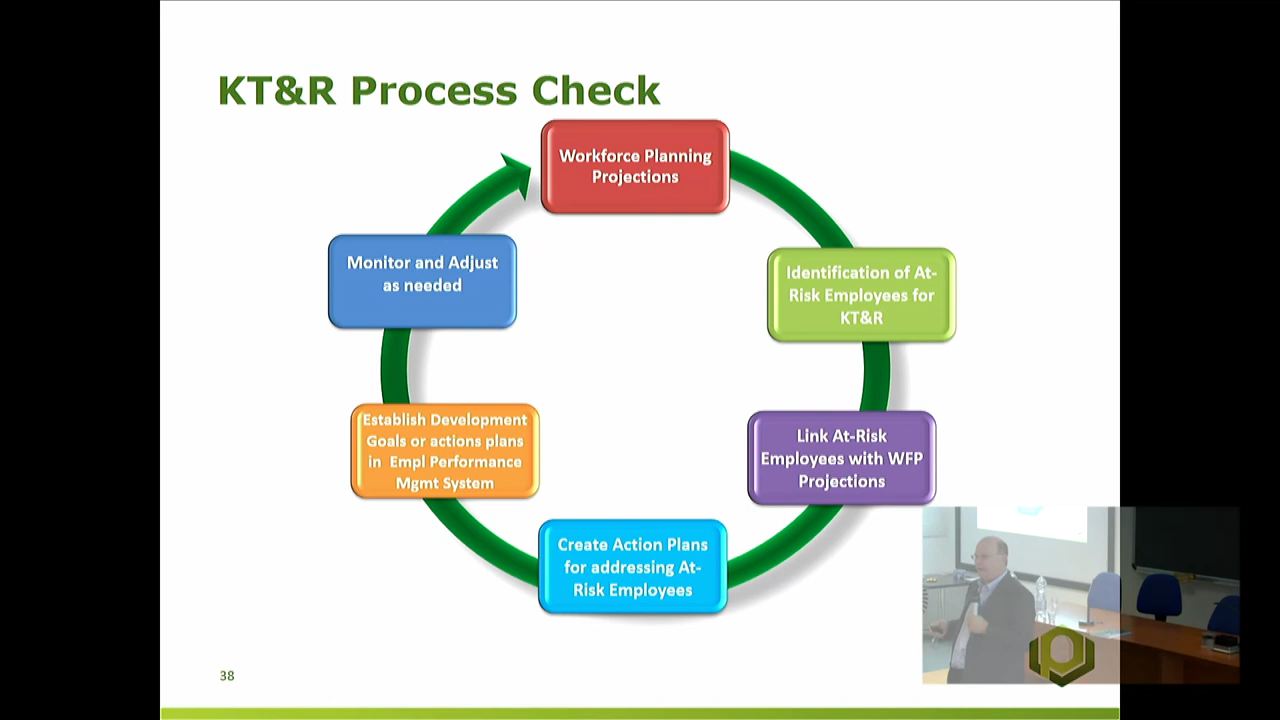 KT&R Process Check
Workforce Planning
Projections
Identification of At-
Risk Employees for
KT&R
Link At-Risk
Employees with WFP
Projections
Create Action Plans
for addressing At-
Risk Employees
Establish Development
Goals or actions plans
in Empl Performance
Mgmt System
Monitor and Adjust
as needed
38